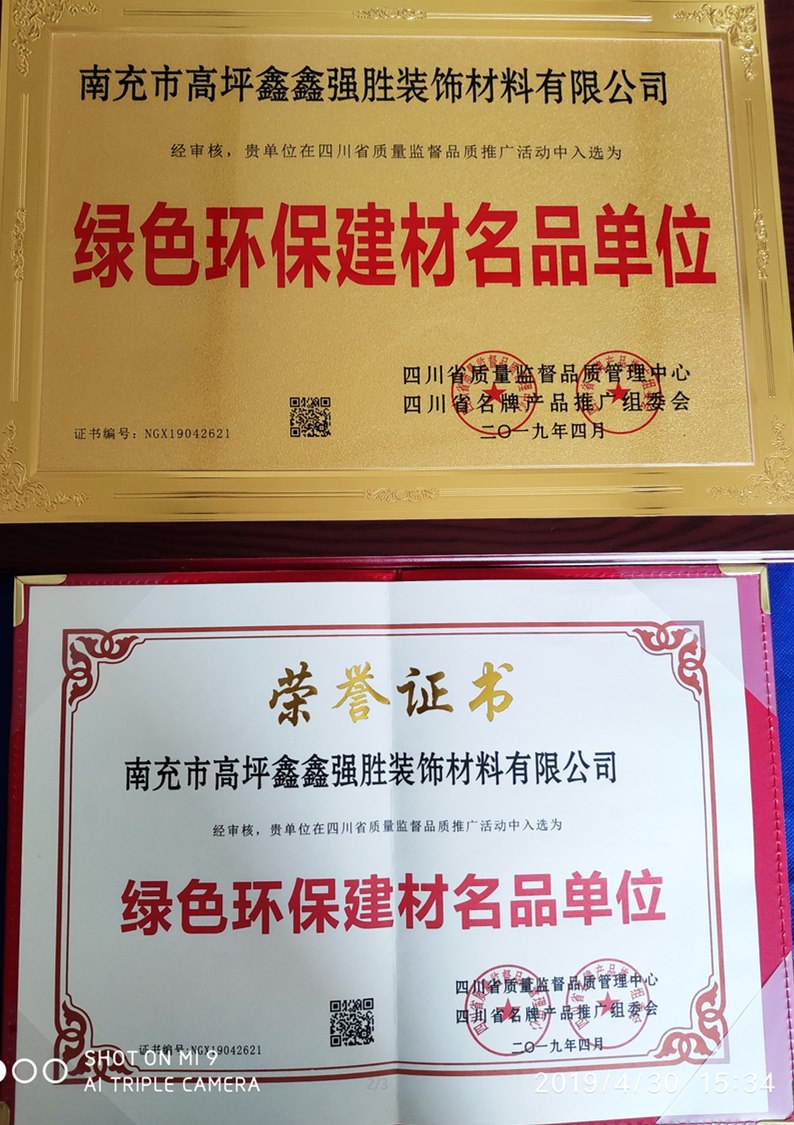 南充市高坪鑫鑫强胜装饰材料有限公司
经审核，贵单位在四川省质量监督品质推广活动中入选为
绿色环保建材名品单位
四川省质量监督品质管理中心
四川省名牌产品推广组委会
二〇一九年四月
证书编号：NGX19042621
荣誉证书
南充市高坪鑫鑫强胜装饰材料有限公司
经审核，贵单位在四川省质量监督品质推广活动中入选为
绿色环保建材名品单位
四川省质量监督品质管理中心
四川省名牌产品推广组委会
二〇一九年四月
证书编号:NGX19042621
SHOT ON MI 9
AI TRIPLE CAMERA
2/3
2019/4/30 15:34